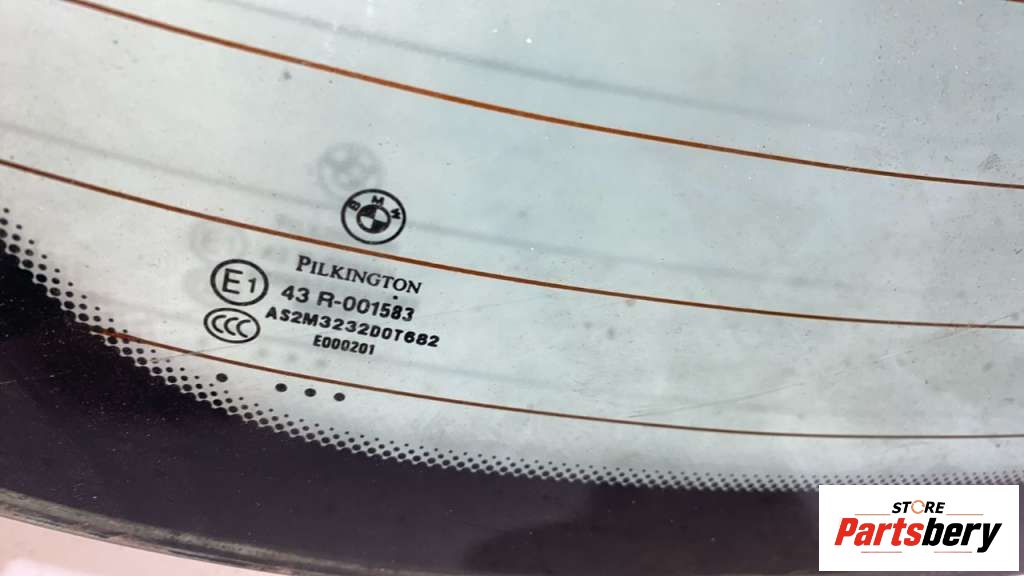 BMW
PILKINGTON
E1 43 R-001583
CCC AS2M3232D0T682
E000201
STORE
Partsbery